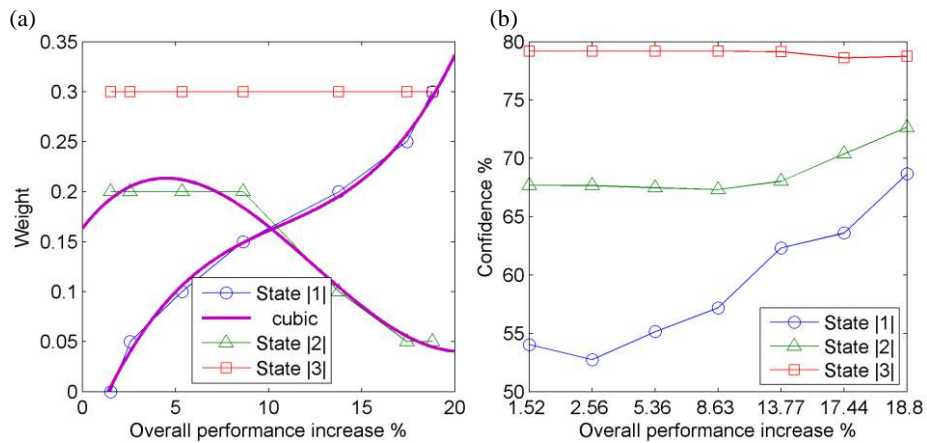 (a)
0.35
0.3
0.25
0.2
0.15
0.1
0.05
0
Weight
0 5 10 15 20
Overall performance increase %
State |1|
cubic
State |2|
State |3|
(b)
80
75
70
65
60
55
50
Confidence %
1.52 2.56 5.36 8.63 13.77 17.44 18.8
Overall performance increase %
State |1|
State |2|
State |3|